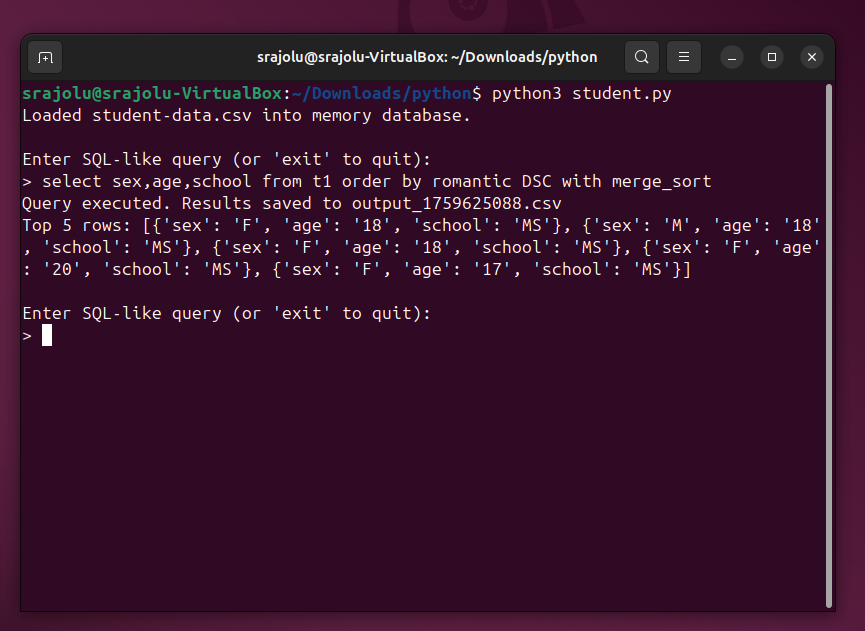 srajolu@srajolu-VirtualBox: ~/Downloads/python
srajolu@srajolu-VirtualBox:~/Downloads/python$ python3 student.py
Loaded student-data.csv into memory database.
Enter SQL-like query (or 'exit' to quit):
> select sex,age,school from t1 order by romantic DSC with merge_sort
Query executed. Results saved to output_1759625088.csv
Top 5 rows: [{'sex': 'F', 'age': '18', 'school': 'MS'}, {'sex': 'M', 'age': '18'
, 'school': 'MS'}, {'sex': 'F', 'age': '18', 'school': 'MS'}, {'sex': 'F', 'age'
: '20', 'school': 'MS'}, {'sex': 'F', 'age': '17', 'school': 'MS'}]
Enter SQL-like query (or 'exit' to quit):
>